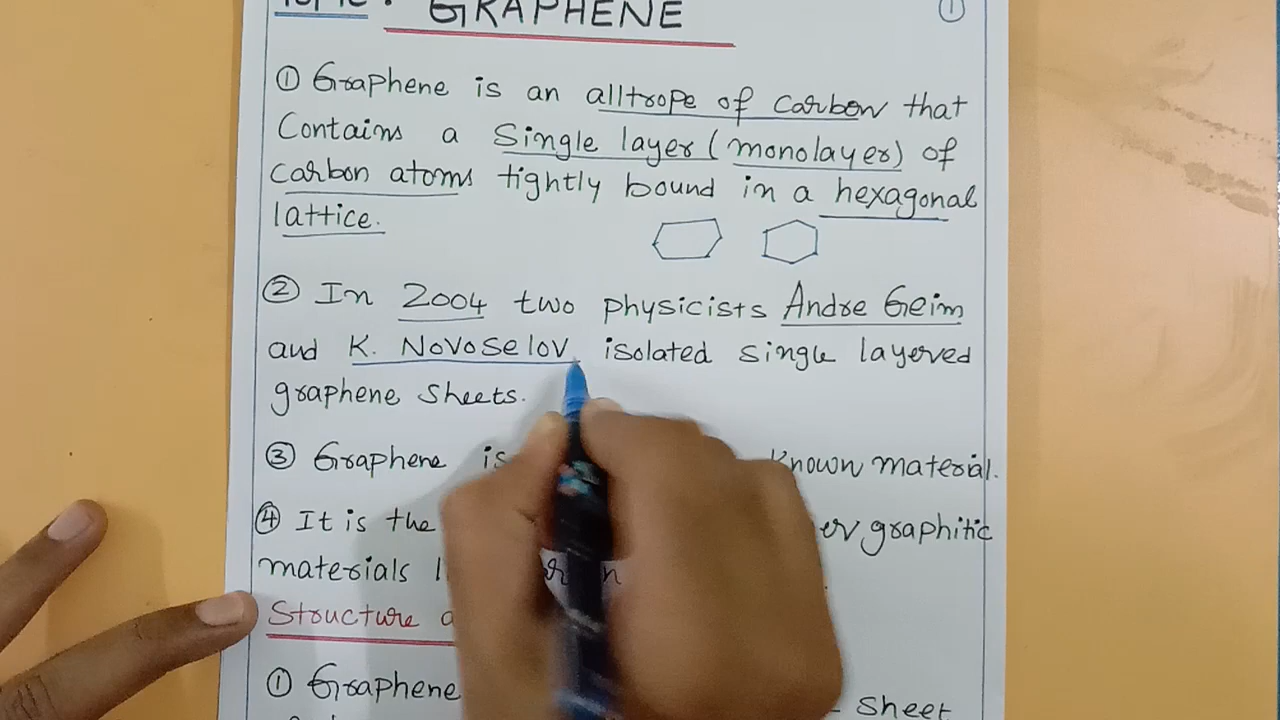 Topic : GRAPHENE
①
① Graphene is an alltrope of carbon that
Contains a Single layer (monolayer) of
carbon atoms tightly bound in a hexagonal
lattice.
② In 2004 two physicists Andre Geim
and K. Novoselov isolated single layered
graphene sheets.
③ Graphene is known material.
④ It is the graphitic
materials
Structure
① Graphene sheet